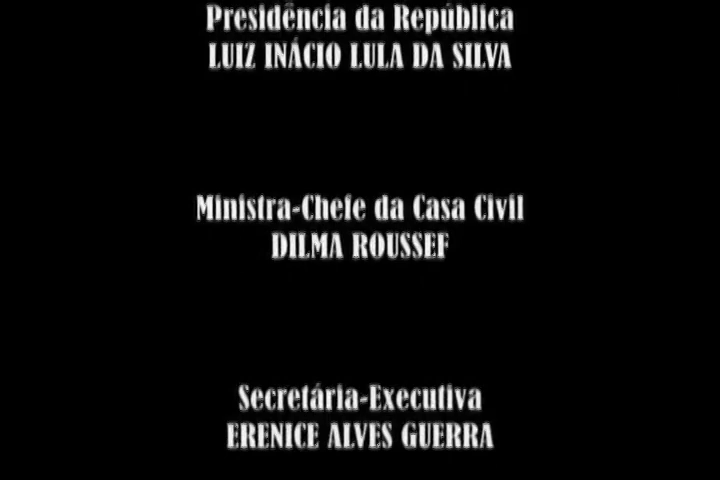 Presidência da República
LUIZ INÁCIO LULA DA SILVA
Ministra-Chefe da Casa Civil
DILMA ROUSSEF
Secretária-Executiva
ERENICE ALVES GUERRA